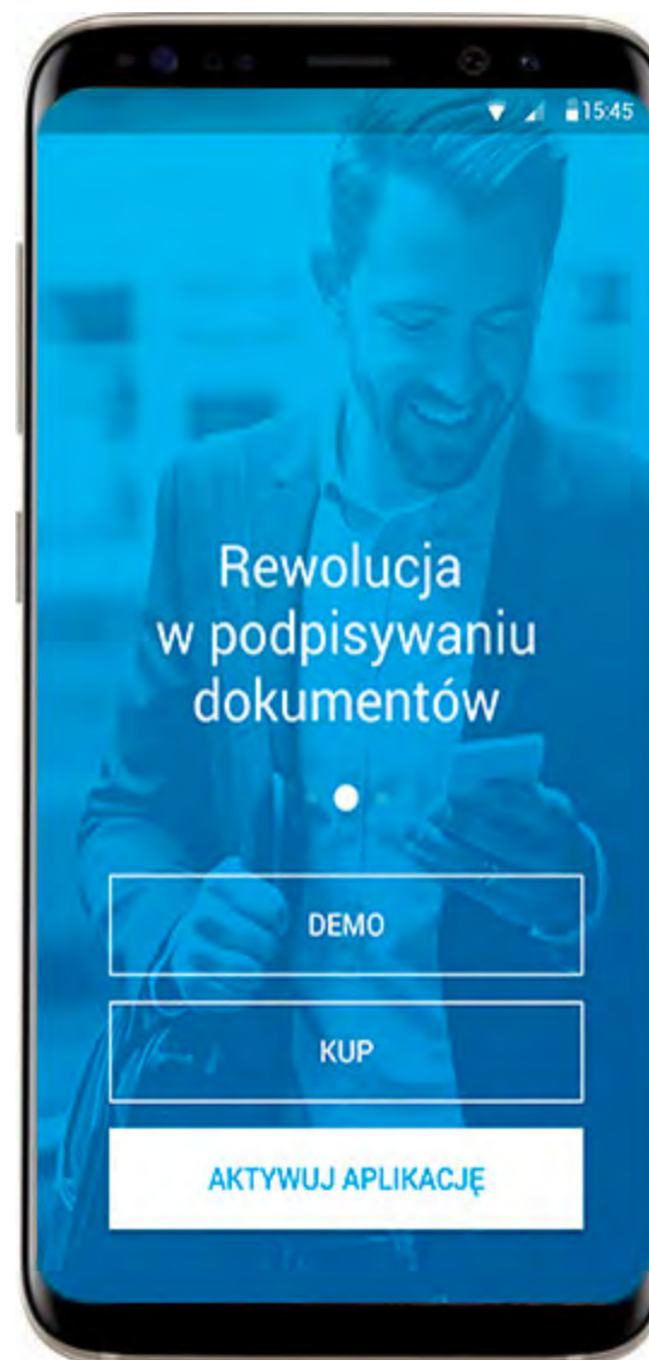 15:45
Rewolucja
w podpisywaniu
dokumentów
DEMO
KUP
AKTYWUJ APLIKACJĘ